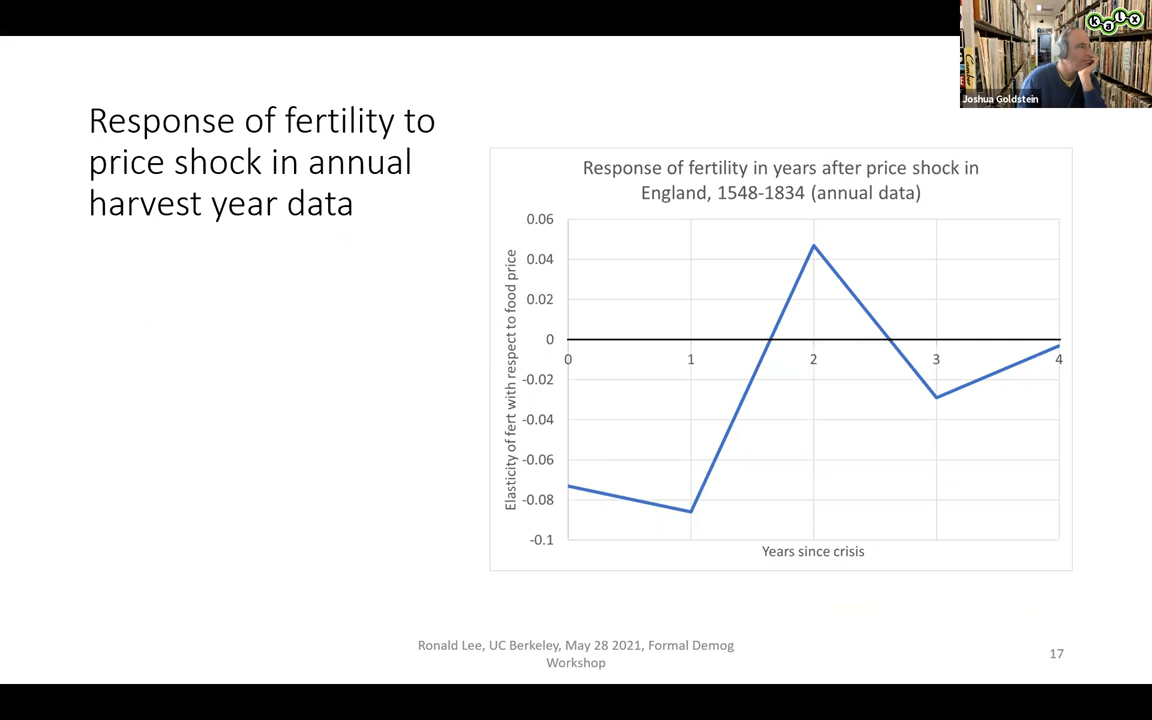 KALX
Joshua Goldstein
Response of fertility to
price shock in annual
harvest year data
Response of fertility in years after price shock in
England, 1548-1834 (annual data)
Elasticity of fert with respect to food price
0.06
0.04
0.02
0
-0.02
-0.04
-0.06
-0.08
-0.1
0 1 2 3 4
Years since crisis
Ronald Lee, UC Berkeley, May 28 2021, Formal Demog
Workshop
17